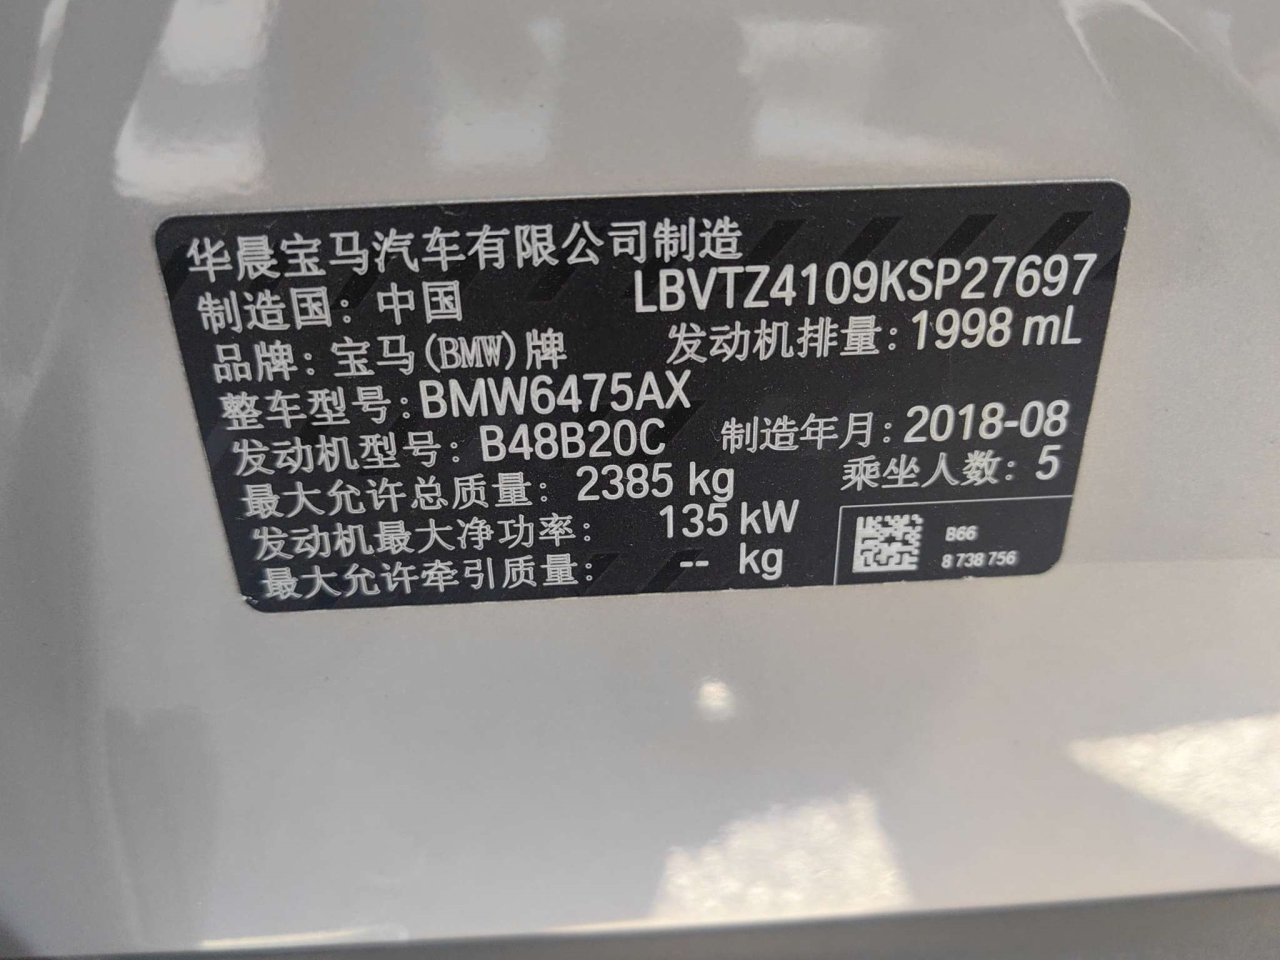 华晨宝马汽车有限公司制造
制造国：中国 LBVTZ4109KSP27697
品牌：宝马(BMW)牌 发动机排量：1998 mL
整车型号：BMW6475AX
发动机型号：B48B20C 制造年月：2018-08
最大允许总质量：2385 kg 乘坐人数：5
发动机最大净功率：135 kW
最大允许牵引质量：-- kg
B66
8 738 756